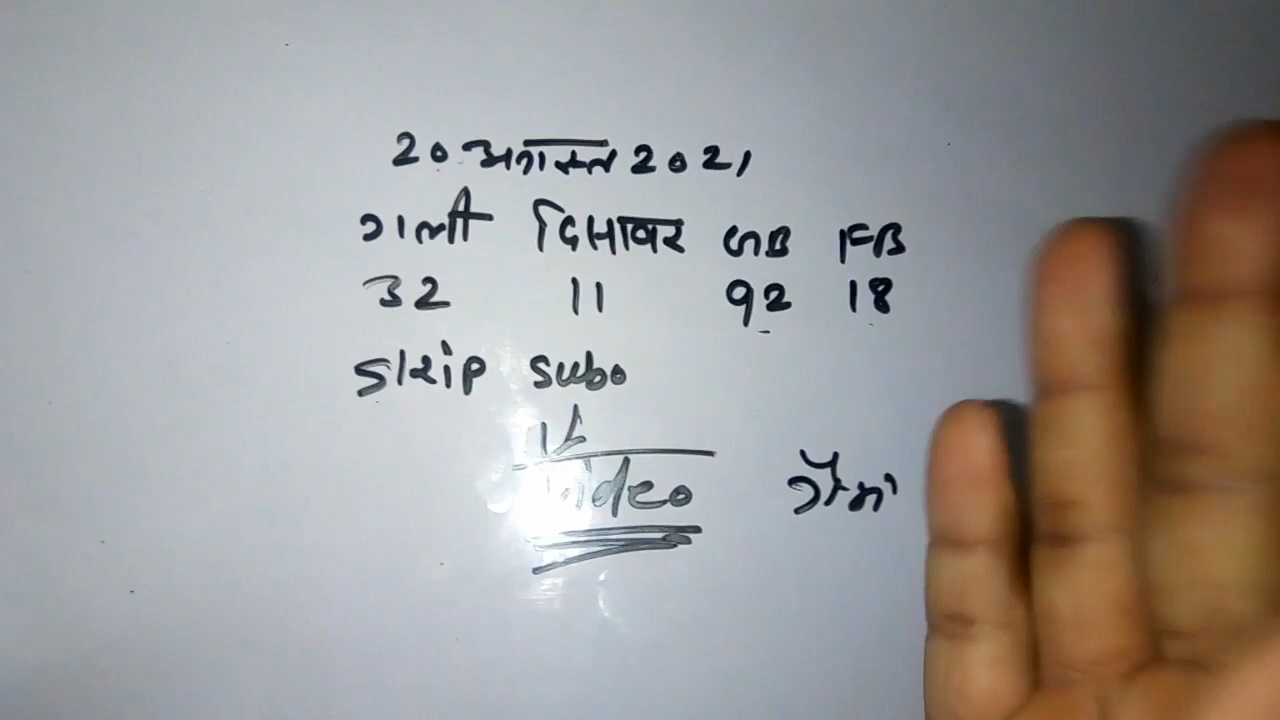 20 अगस्त 2021
गली दिसावर GB FB
32 11 92 18
Skip subo
Video गेम